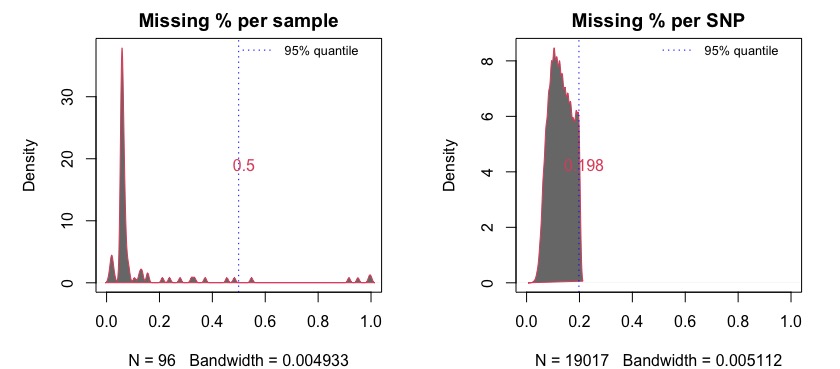 Missing % per sample
95% quantile
0.5
Density
0
10
20
30
0.0 0.2 0.4 0.6 0.8 1.0
N = 96 Bandwidth = 0.004933
Missing % per SNP
95% quantile
0.198
Density
0
2
4
6
8
0.0 0.2 0.4 0.6 0.8 1.0
N = 19017 Bandwidth = 0.005112